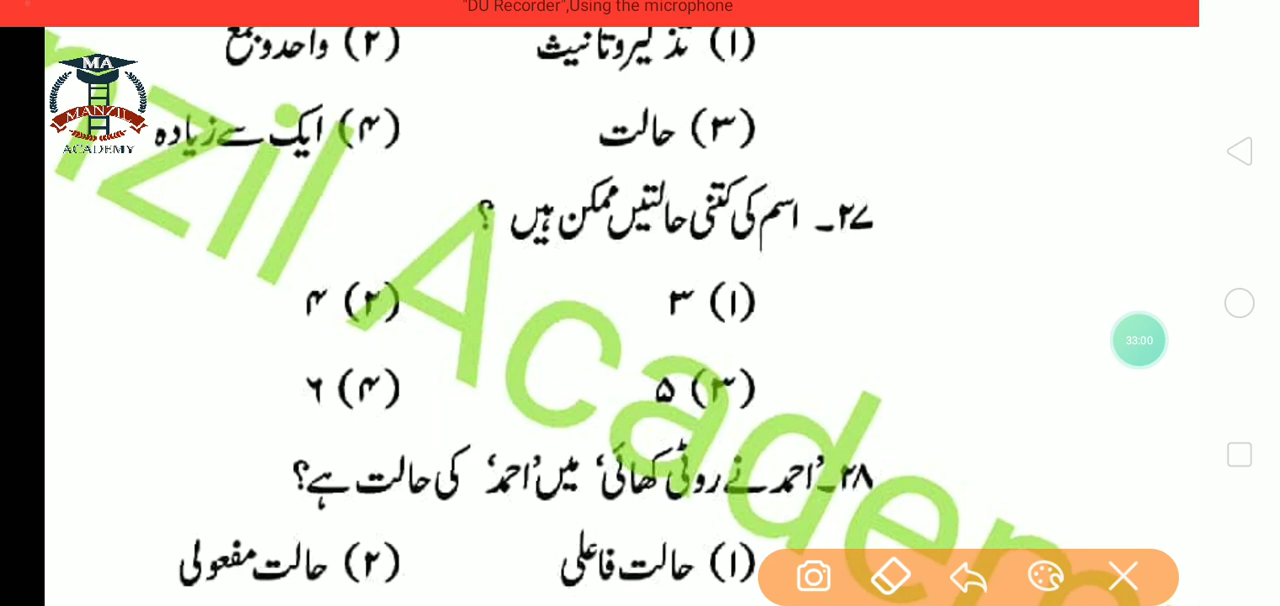 "DU Recorder",Using the microphone
(۱) تذکیر و تانیث (۲) واحد و جمع
MA
MANZIL
ACADEMY
(۳) حالت (۴) ایک سے زیادہ
۲۷۔ اسم کی کتنی حالتیں ممکن ہیں ؟
(۱) ۳ (۲) ۴
33:00
(۳) ۵ (۴) ۶
۲۸۔ ’احمد نے روٹی کھائی‘ میں ’احمد‘ کی حالت ہے؟
(۱) حالت فاعلی (۲) حالت مفعولی
nzil Academ